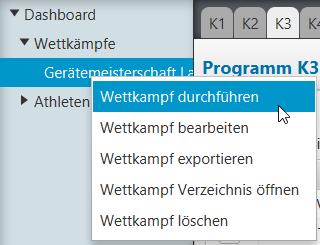 Dashboard
Wettkämpfe
Gerätemeisterschaft
Athleten
K1 K2 K3
Programm K3
Wettkampf durchführen
Wettkampf bearbeiten
Wettkampf exportieren
Wettkampf Verzeichnis öffnen
Wettkampf löschen